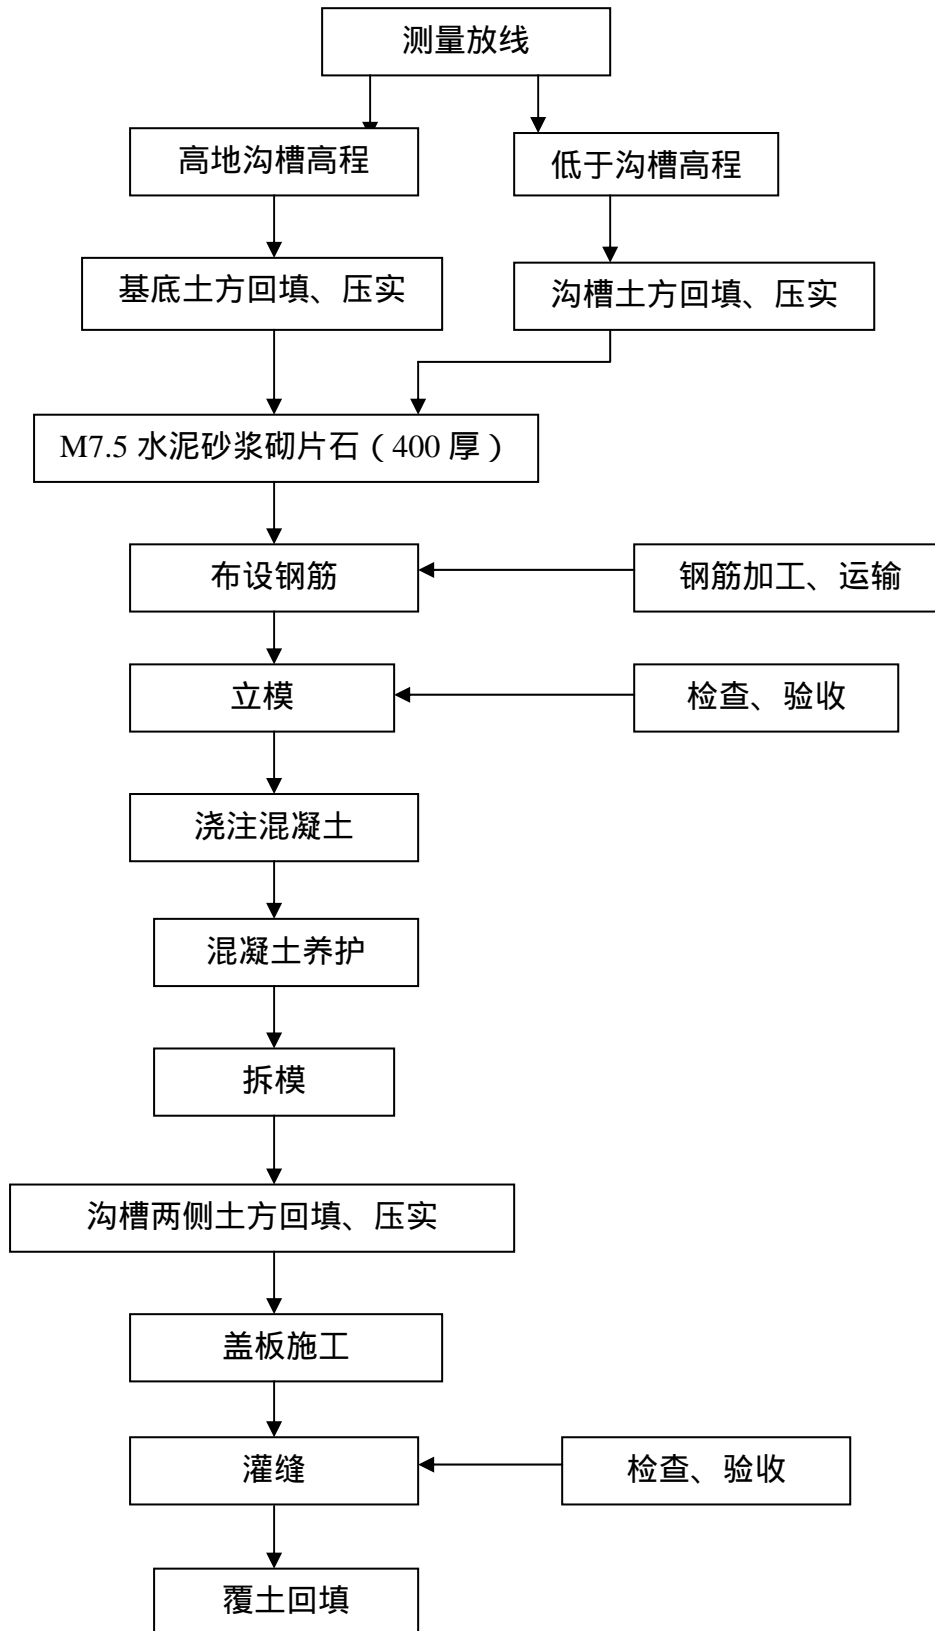 测量放线
高地沟槽高程
低于沟槽高程
基底土方回填、压实
沟槽土方回填、压实
M7.5 水泥砂浆砌片石（400 厚）
布设钢筋
钢筋加工、运输
立模
检查、验收
浇注混凝土
混凝土养护
拆模
沟槽两侧土方回填、压实
盖板施工
灌缝
检查、验收
覆土回填